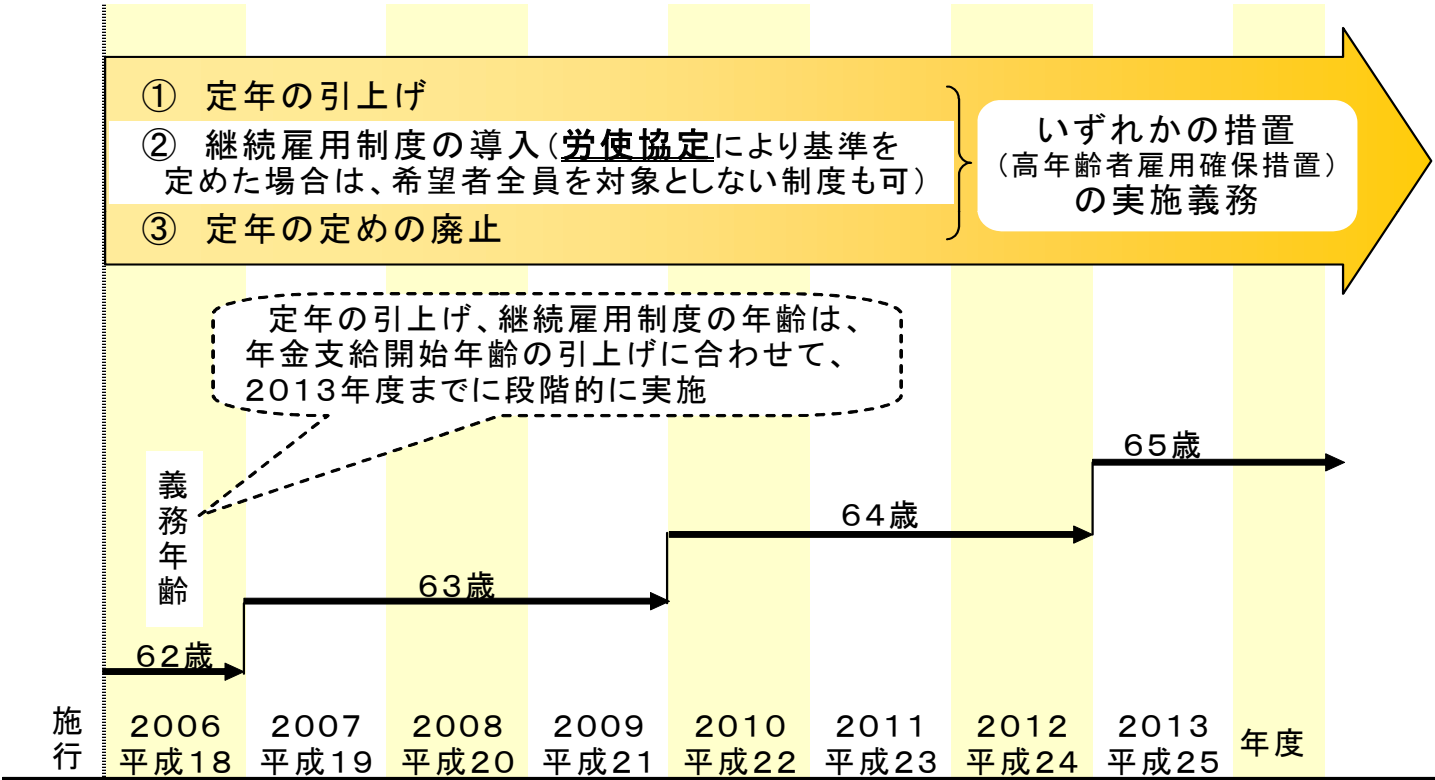 ① 定年の引上げ
② 継続雇用制度の導入(労使協定により基準を
定めた場合は、希望者全員を対象としない制度も可)
③ 定年の定めの廃止
いずれかの措置
(高年齢者雇用確保措置)
の実施義務
定年の引上げ、継続雇用制度の年齢は、
年金支給開始年齢の引上げに合わせて、
2013年度までに段階的に実施
義務年齢
62歳
63歳
64歳
65歳
施行
2006 2007 2008 2009 2010 2011 2012 2013
平成18 平成19 平成20 平成21 平成22 平成23 平成24 平成25
年度